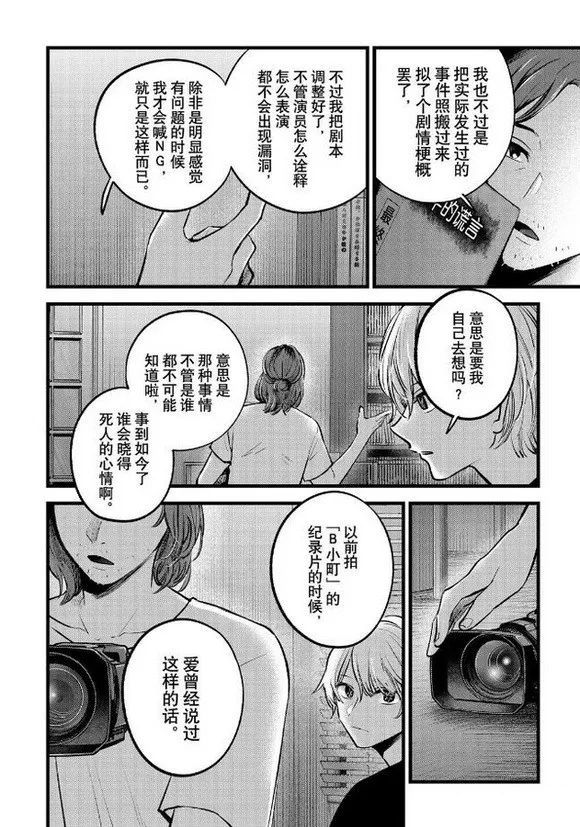 我也不过是
把实际发生过的
事件照搬过来
拟了个剧情梗概
罢了，
的谎言
最终
不过我把剧本
调整好了，
不管演员怎么诠释
怎么表演
都不会出现漏洞，
除非是明显感觉
有问题的时候
我才会喊NG，
就只是这样而已。
意思是要我
自己去想吗？
意思是
那种事情
不管是谁
都不可能
知道啦，
事到如今了
谁会晓得
死人的心情啊。
以前拍
「B小町」的
纪录片的时候，
爱曾经说过
这样的话。